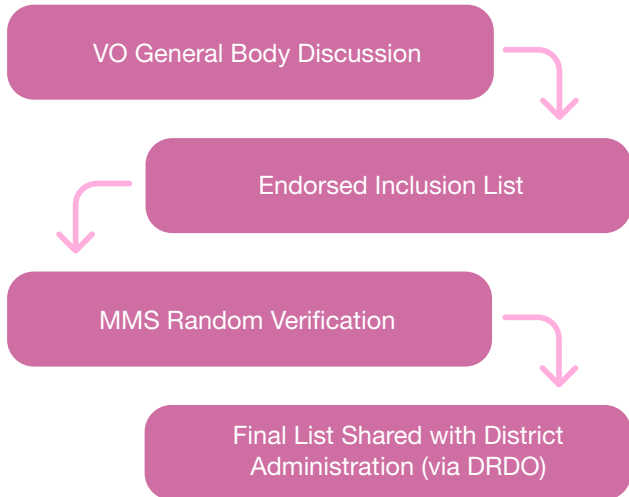 VO General Body Discussion
Endorsed Inclusion List
MMS Random Verification
Final List Shared with District
Administration (via DRDO)